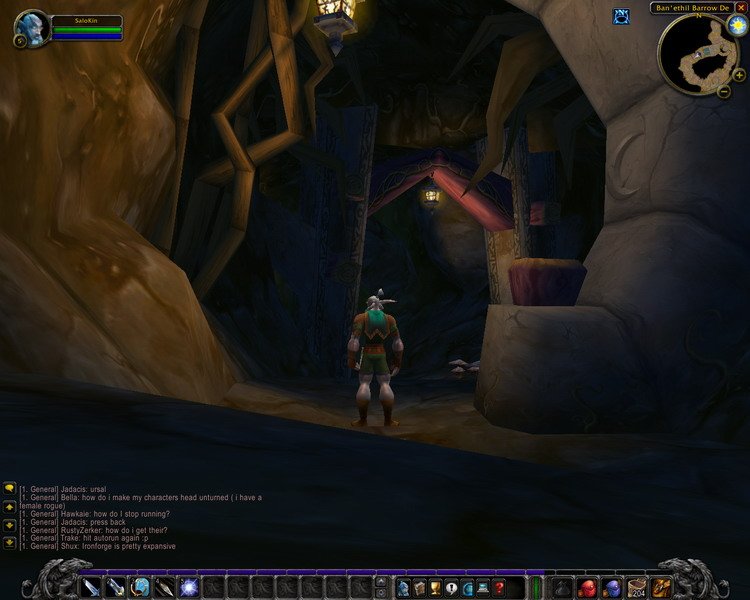 SaloKin
5
Ban'ethil Barrow De
N
[1. General] Jadacis: ursal
[1. General] Bella: how do i make my characters head unturned ( i have a
female rogue)
[1. General] Hawkaie: how do I stop running?
[1. General] Jadacis: press back
[1. General] RustyZerker: how do i get their?
[1. General] Trake: hit autorun again :p
[1. General] Shux: Ironforge is pretty expansive
204